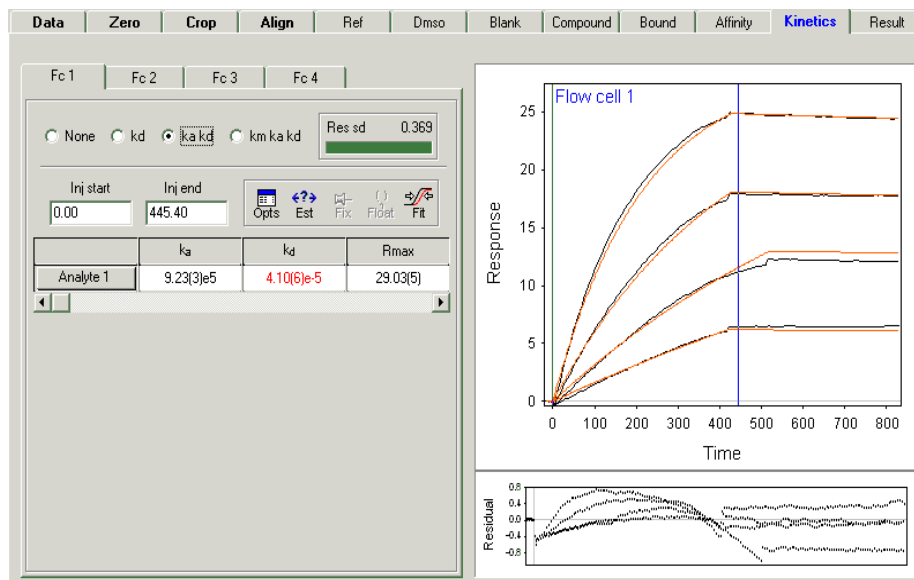 Data Zero Crop Align Ref Dmso Blank Compound Bound Affinity Kinetics Result
Fc 1 Fc 2 Fc 3 Fc 4
None kd ka kd km ka kd
Res sd 0.369
Inj start Inj end
0.00 445.40
Opts Est Fix Float Fit
ka kd Rmax
Analyte 1 9.23(3)e5 4.10(6)e-5 29.03(5)
Flow cell 1
Response
25
20
15
10
5
0
0 100 200 300 400 500 600 700 800
Time
Residual
0.8
0.4
0.0
-0.4
-0.8